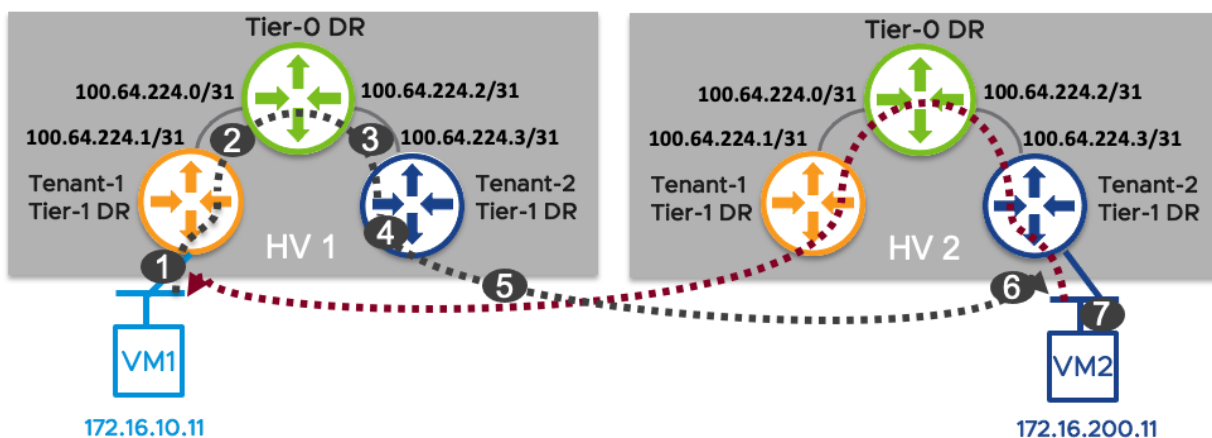 Tier-0 DR
100.64.224.0/31
100.64.224.2/31
100.64.224.1/31
100.64.224.3/31
2
3
Tenant-1
Tier-1 DR
Tenant-2
Tier-1 DR
4
HV 1
1
5
VM1
172.16.10.11
Tier-0 DR
100.64.224.0/31
100.64.224.2/31
100.64.224.1/31
100.64.224.3/31
Tenant-1
Tier-1 DR
Tenant-2
Tier-1 DR
HV 2
6
7
VM2
172.16.200.11